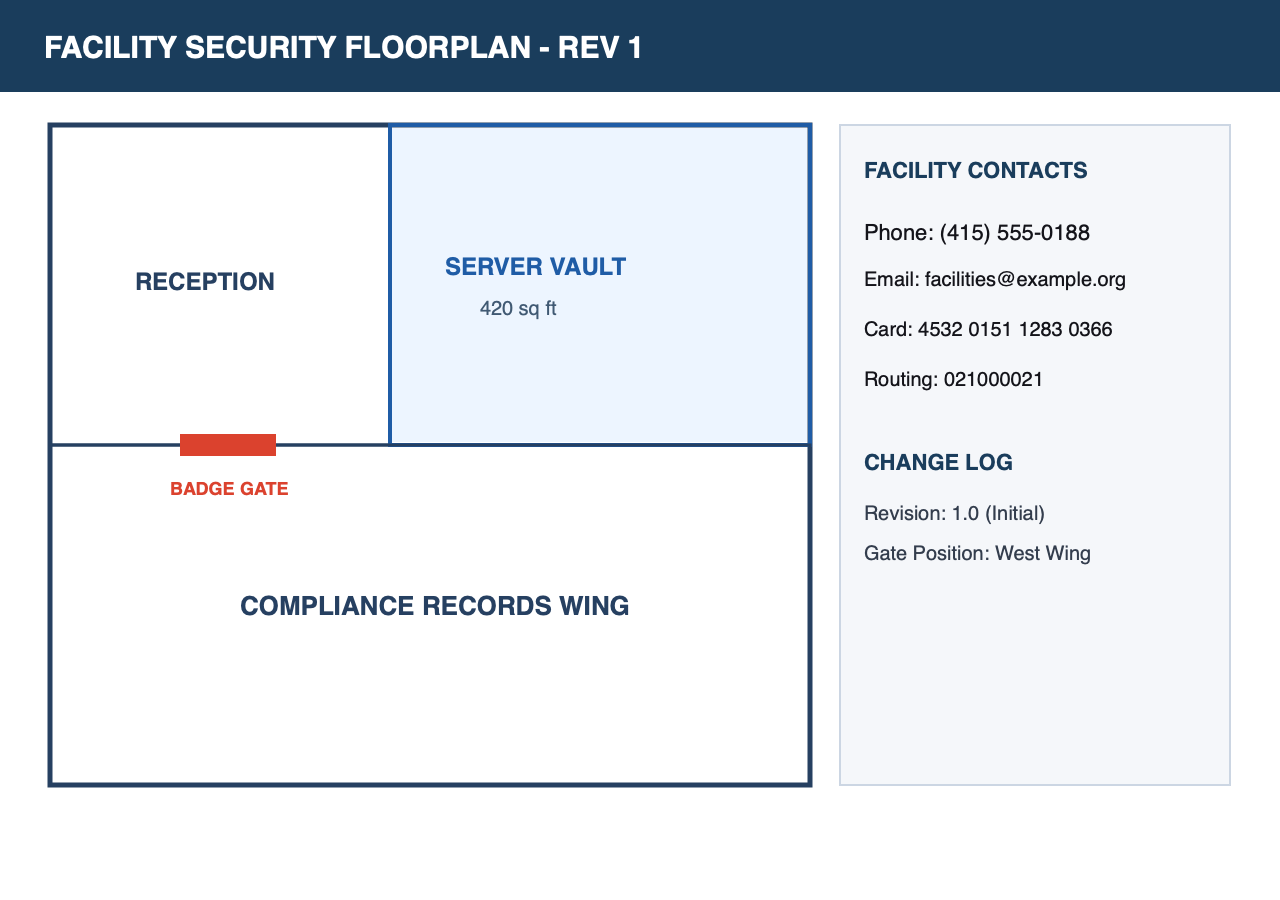 FACILITY SECURITY FLOORPLAN - REV 1
RECEPTION
SERVER VAULT
420 sq ft
BADGE GATE
COMPLIANCE RECORDS WING
FACILITY CONTACTS
Phone: (415) 555-0188
Email: facilities@example.org
Card: 4532 0151 1283 0366
Routing: 021000021
CHANGE LOG
Revision: 1.0 (Initial)
Gate Position: West Wing